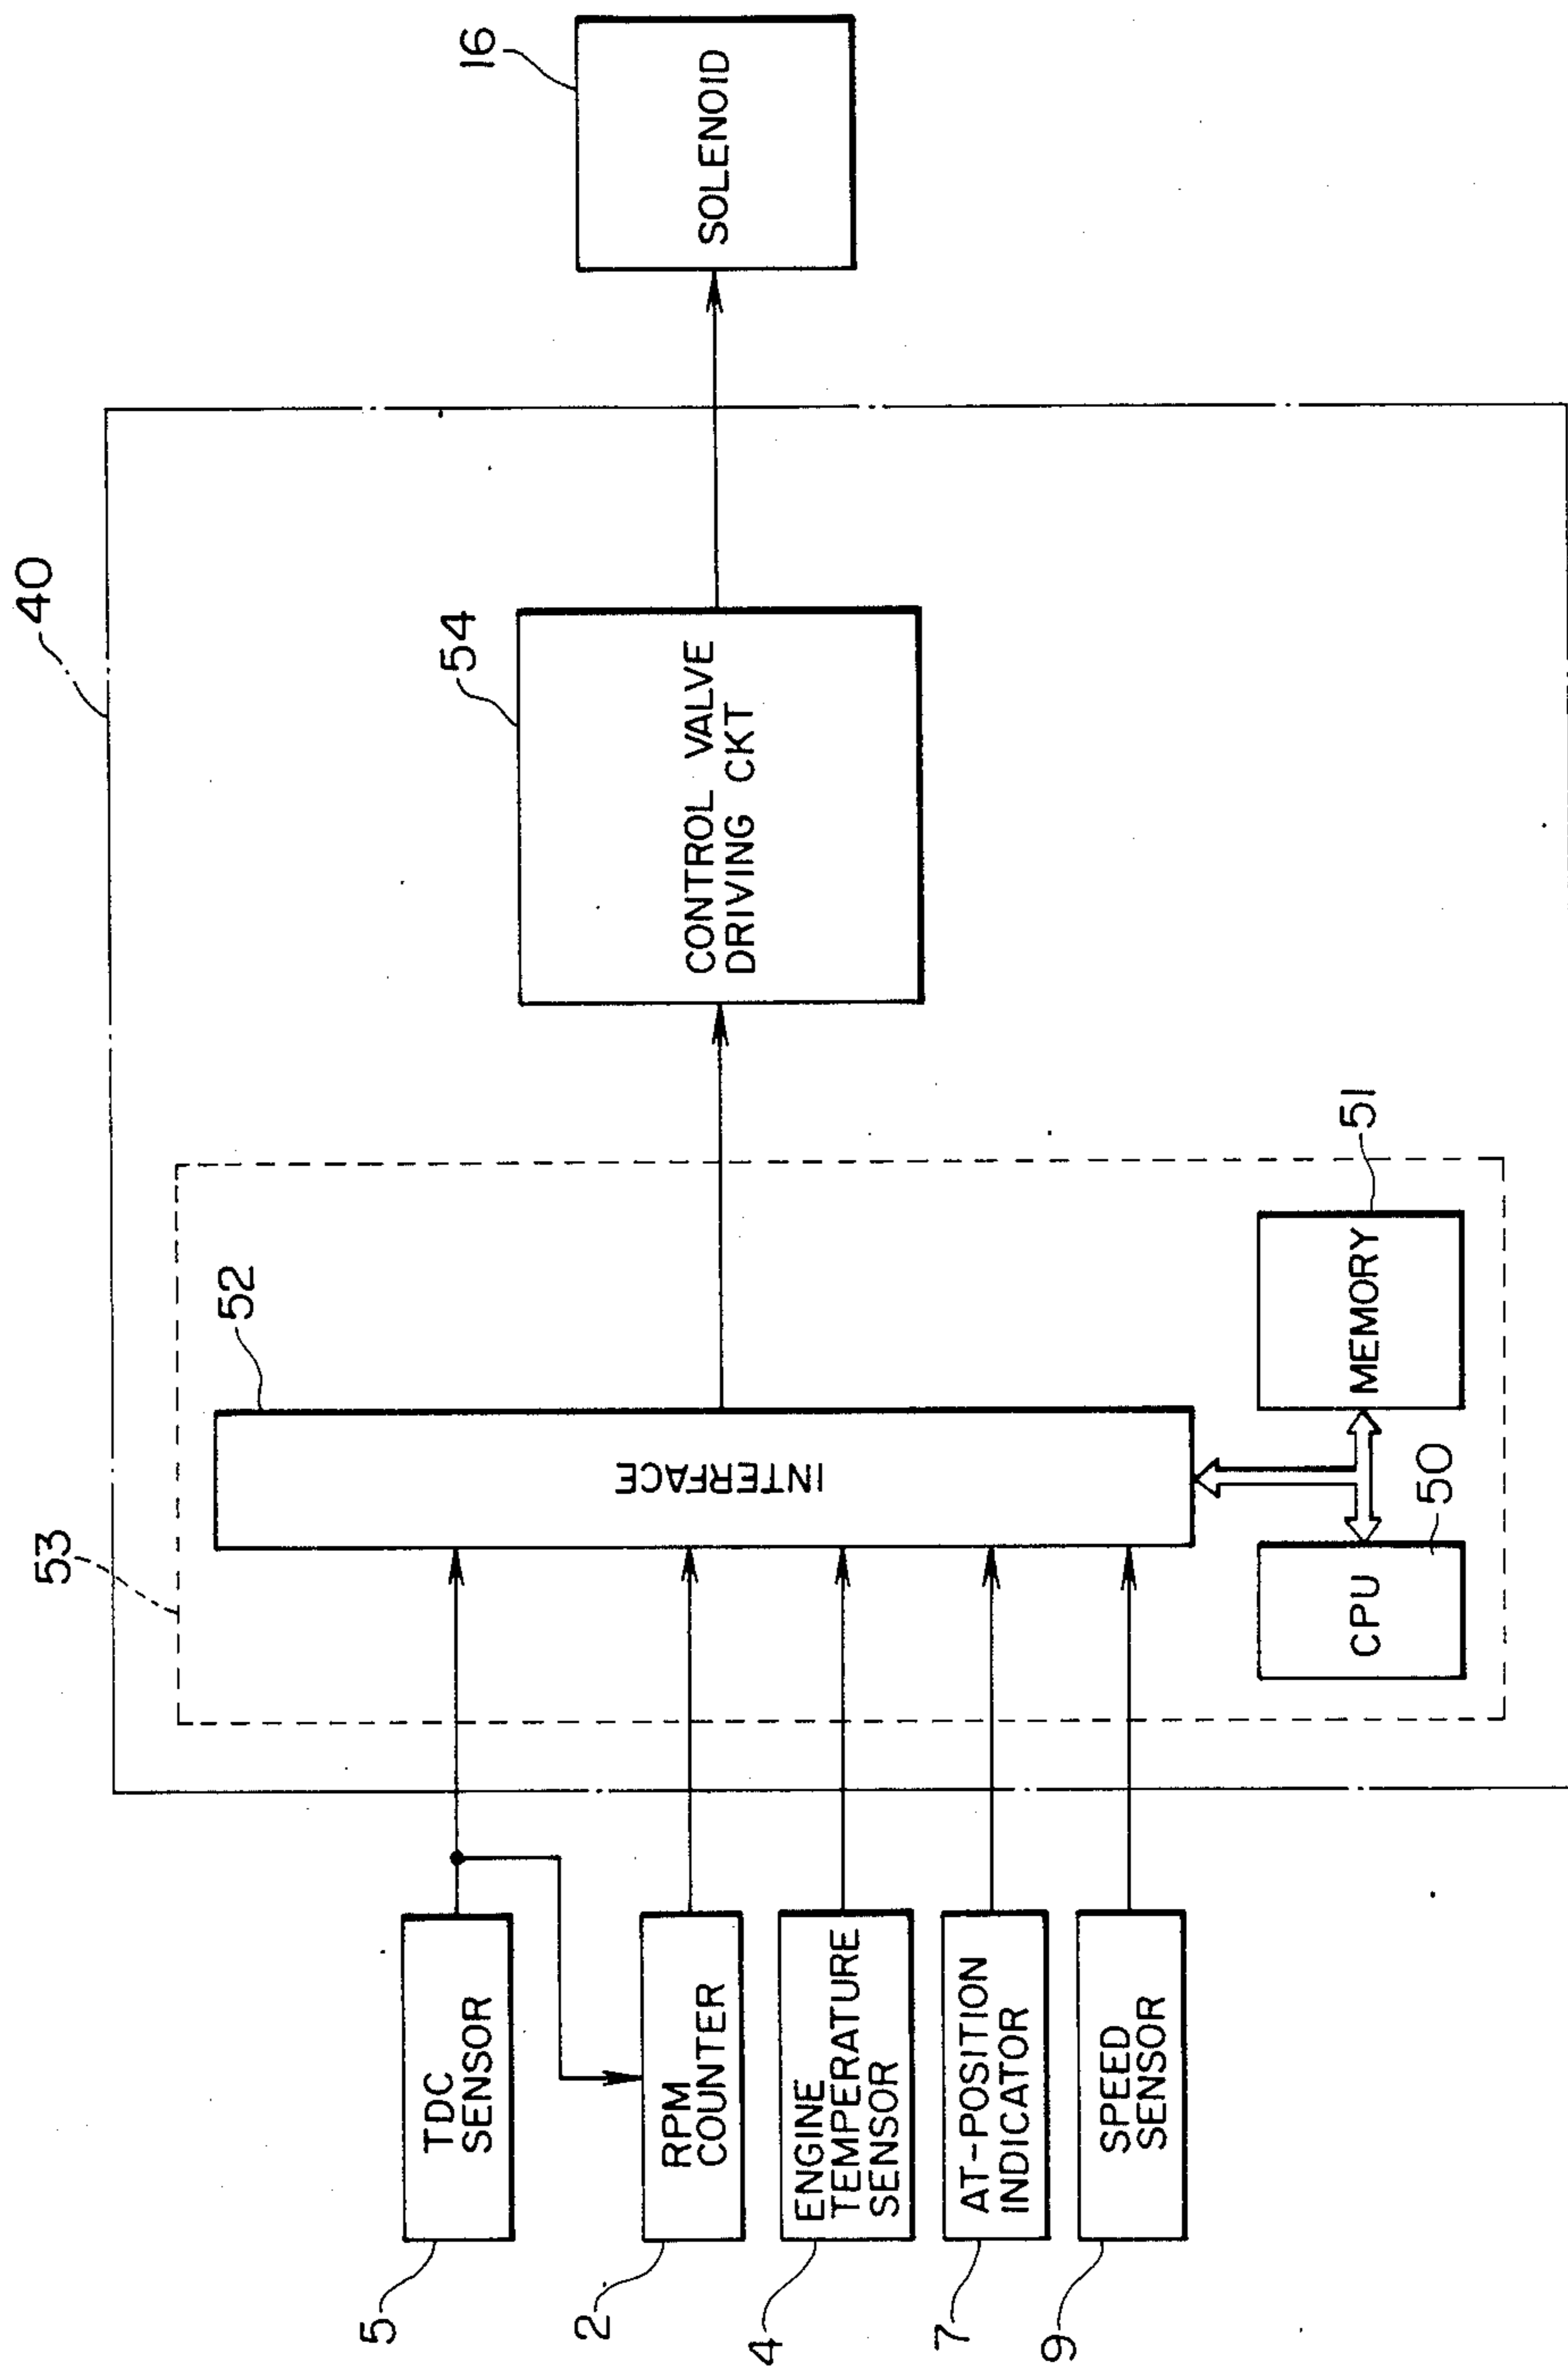 40
53
52
54
16
5
TDC
SENSOR
2
RPM
COUNTER
4
ENGINE
TEMPERATURE
SENSOR
7
AT-POSITION
INDICATOR
9
SPEED
SENSOR
INTERFACE
CPU
50
MEMORY
51
CONTROL VALVE
DRIVING CKT
SOLENOID